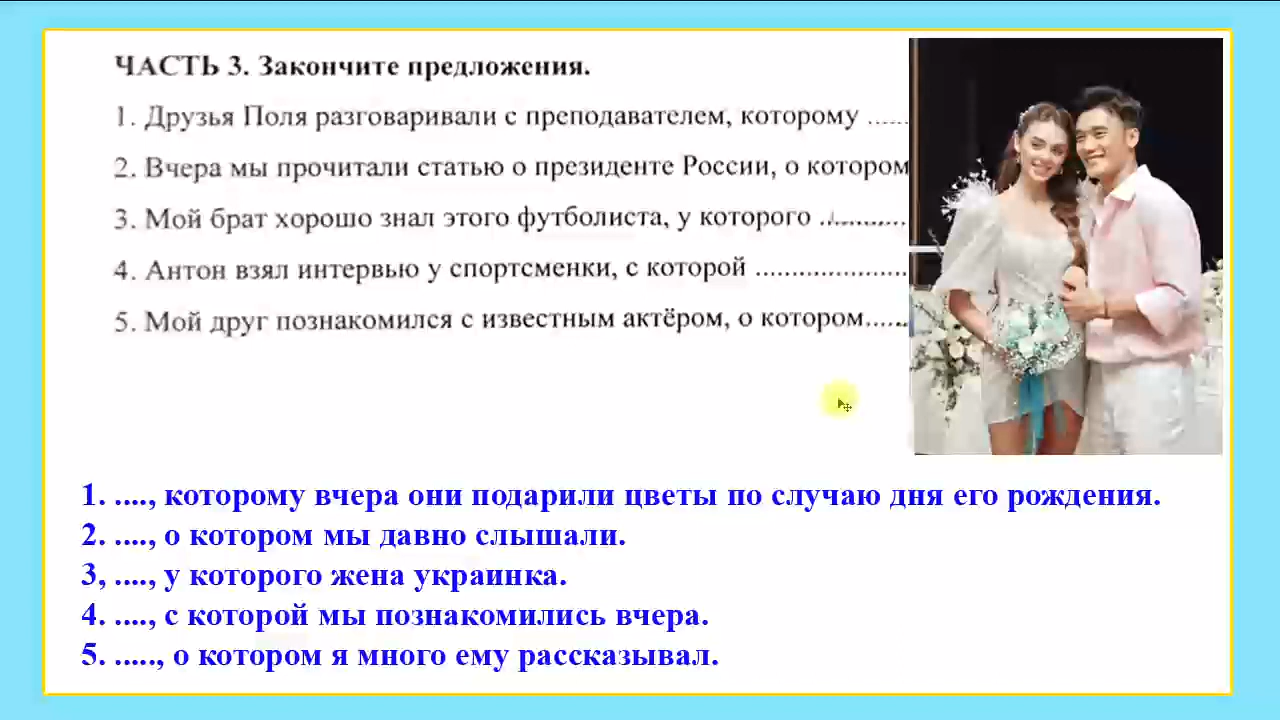 ЧАСТЬ 3. Закончите предложения.
1. Друзья Поля разговаривали с преподавателем, которому ......
2. Вчера мы прочитали статью о президенте России, о котором
3. Мой брат хорошо знал этого футболиста, у которого ............
4. Антон взял интервью у спортсменки, с которой .....................
5. Мой друг познакомился с известным актёром, о котором......
1. ...., которому вчера они подарили цветы по случаю дня его рождения.
2. ...., о котором мы давно слышали.
3, ...., у которого жена украинка.
4. ...., с которой мы познакомились вчера.
5. ....., о котором я много ему рассказывал.